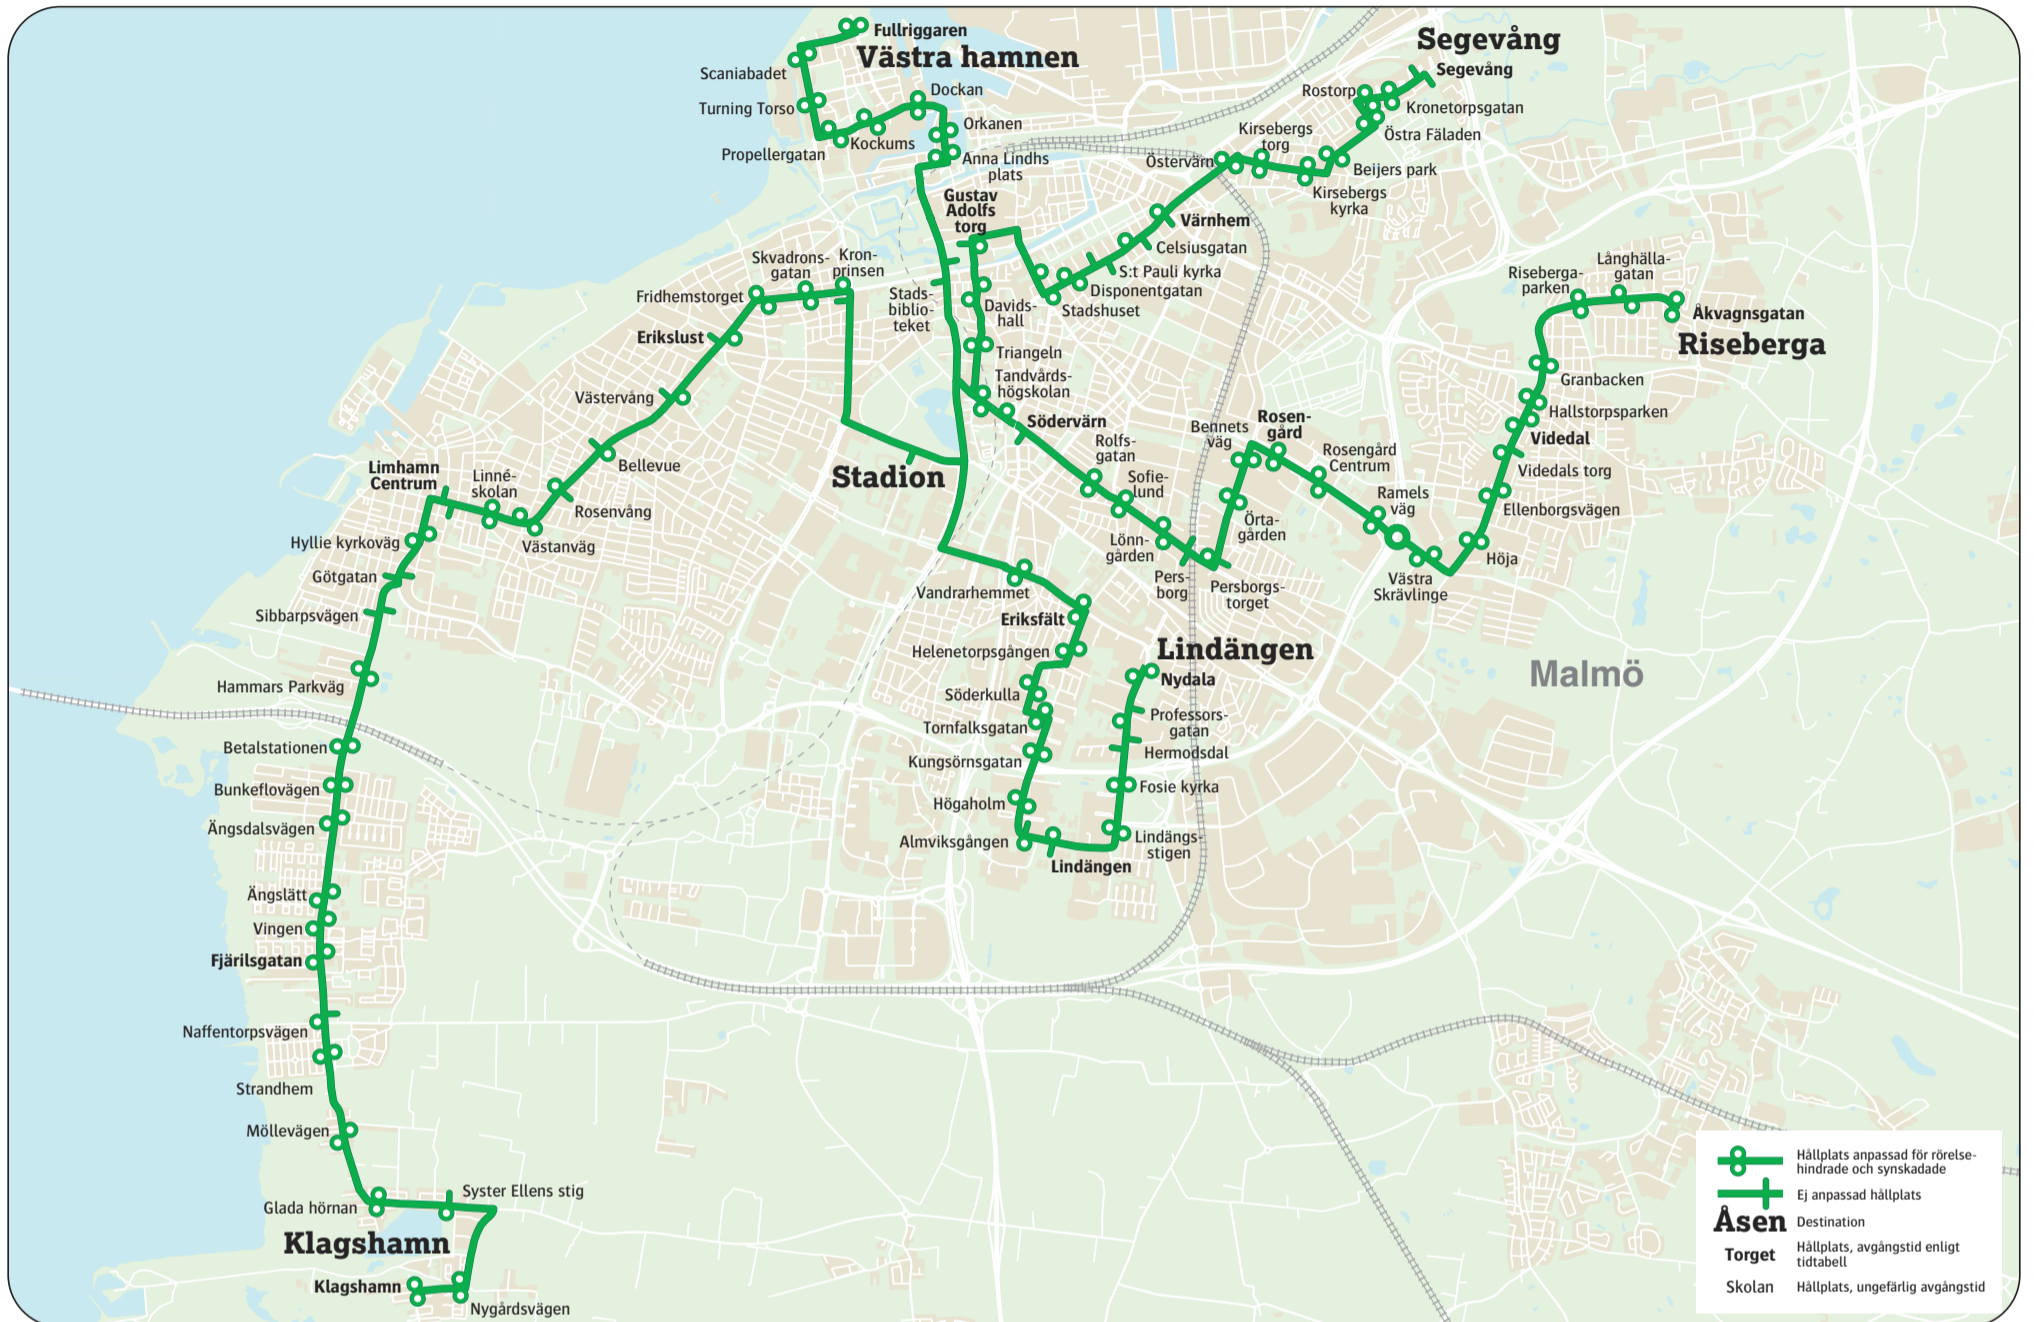 Fullriggaren
Västra hamnen
Scaniabadet
Turning Torso
Propellergatan
Kockums
Dockan
Orkanen
Anna Lindhs
plats
Gustav
Adolfs
torg
Segevång
Segevång
Rostorp
Kronetorpsgatan
Östra Fäladen
Kirsebergs
torg
Beijers park
Kirsebergs
kyrka
Östervärn
Värnhem
Celsiusgatan
S:t Pauli kyrka
Disponentgatan
Stadshuset
Skvadrons-
gatan
Kron-
prinsen
Fridhemstorget
Stads-
biblio-
teket
Davids-
hall
Triangeln
Tandvårds-
högskolan
Södervärn
Erikslust
Västervång
Bellevue
Rosenvång
Västanväg
Linné-
skolan
Limhamn
Centrum
Hyllie kyrkoväg
Götgatan
Sibbarpsvägen
Hammars Parkväg
Betalstationen
Bunkeflovägen
Ängsdalsvägen
Ängslätt
Vingen
Fjärilsgatan
Naffentorpsvägen
Strandhem
Möllevägen
Glada hörnan
Syster Ellens stig
Klagshamn
Klagshamn
Nygårdsvägen
Stadion
Rolfs-
gatan
Sofie-
lund
Lönn-
gården
Pers-
borg
Persborgs-
torget
Örta-
gården
Bennets
väg
Rosen-
gård
Rosengård
Centrum
Ramels
väg
Västra
Skrävlinge
Höja
Ellenborgsvägen
Videdals torg
Videdal
Hallstorpsparken
Granbacken
Riseberga-
parken
Långhälla-
gatan
Åkvagnsgatan
Riseberga
Vandrarhemmet
Eriksfält
Helenetorpsgången
Söderkulla
Tornfalksgatan
Kungsörnsgatan
Högaholm
Almviksgången
Lindängen
Lindängs-
stigen
Fosie kyrka
Hermodsdal
Professors-
gatan
Nydala
Lindängen
Malmö
Hållplats anpassad för rörelse-
hindrade och synskadade
Ej anpassad hållplats
Åsen Destination
Torget Hållplats, avgångstid enligt
tidtabell
Skolan Hållplats, ungefärlig avgångstid